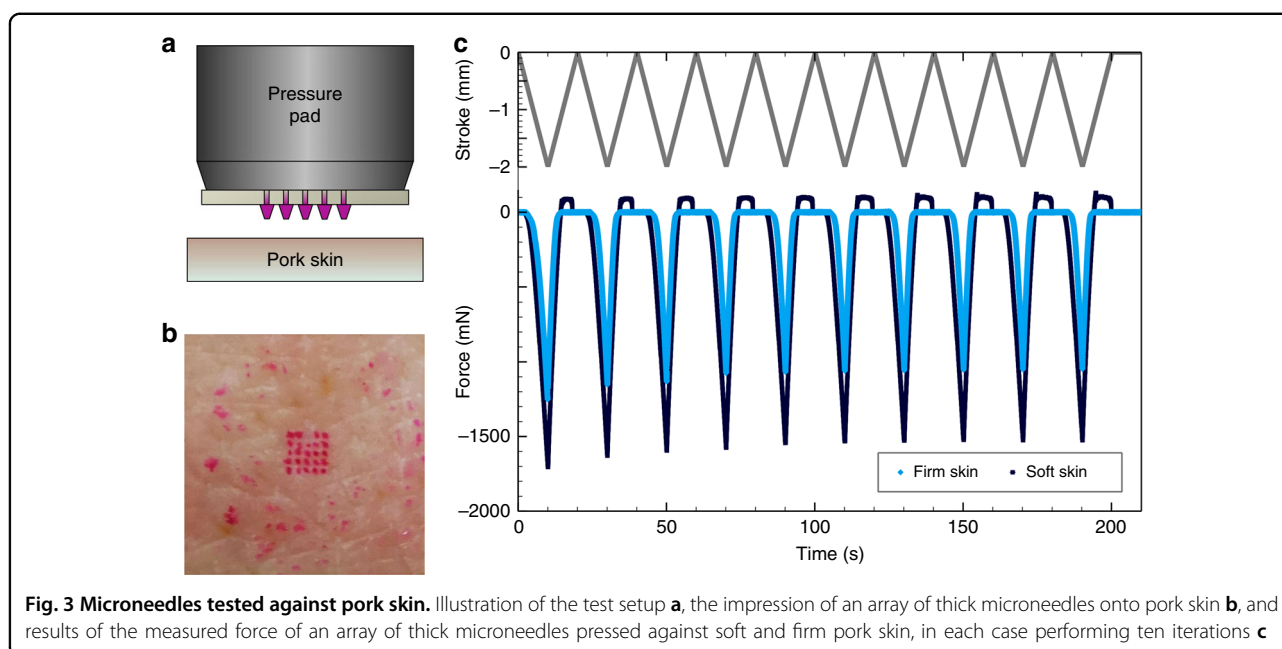 a
Pressure
pad
Pork skin
b
c
0
−1
−2
Stroke (mm)
0
−1500
−2000
Force (mN)
Firm skin
Soft skin
0
50
100
150
200
Time (s)
Fig. 3 Microneedles tested against pork skin. Illustration of the test setup a, the impression of an array of thick microneedles onto pork skin b, and
results of the measured force of an array of thick microneedles pressed against soft and firm pork skin, in each case performing ten iterations c